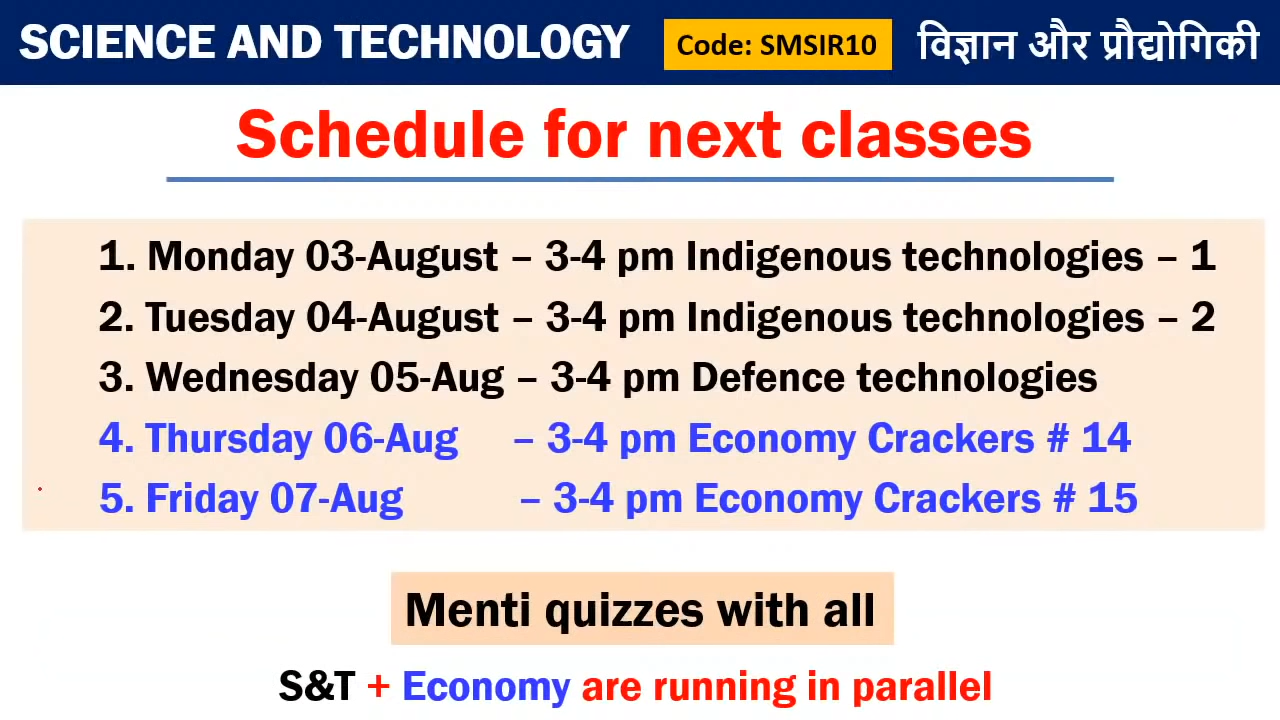 SCIENCE AND TECHNOLOGY Code: SMSIR10 विज्ञान और प्रौद्योगिकी
Schedule for next classes
1. Monday 03-August – 3-4 pm Indigenous technologies – 1
2. Tuesday 04-August – 3-4 pm Indigenous technologies – 2
3. Wednesday 05-Aug – 3-4 pm Defence technologies
4. Thursday 06-Aug – 3-4 pm Economy Crackers # 14
5. Friday 07-Aug – 3-4 pm Economy Crackers # 15
Menti quizzes with all
S&T + Economy are running in parallel